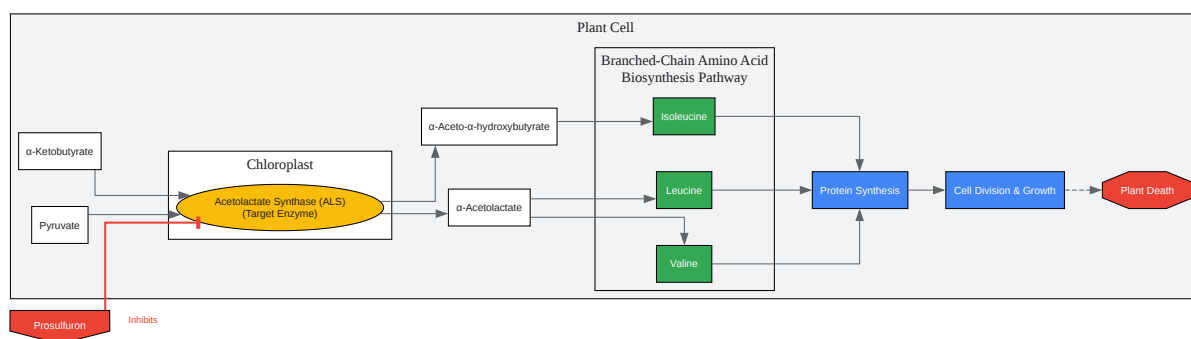 Plant Cell
Branched-Chain Amino Acid
Biosynthesis Pathway
Isoleucine
α-Aceto-α-hydroxybutyrate
α-Ketobutyrate
Chloroplast
Acetolactate Synthase (ALS)
(Target Enzyme)
Leucine
Protein Synthesis
Cell Division & Growth
Plant Death
α-Acetolactate
Pyruvate
Valine
Prosulfuron
Inhibits